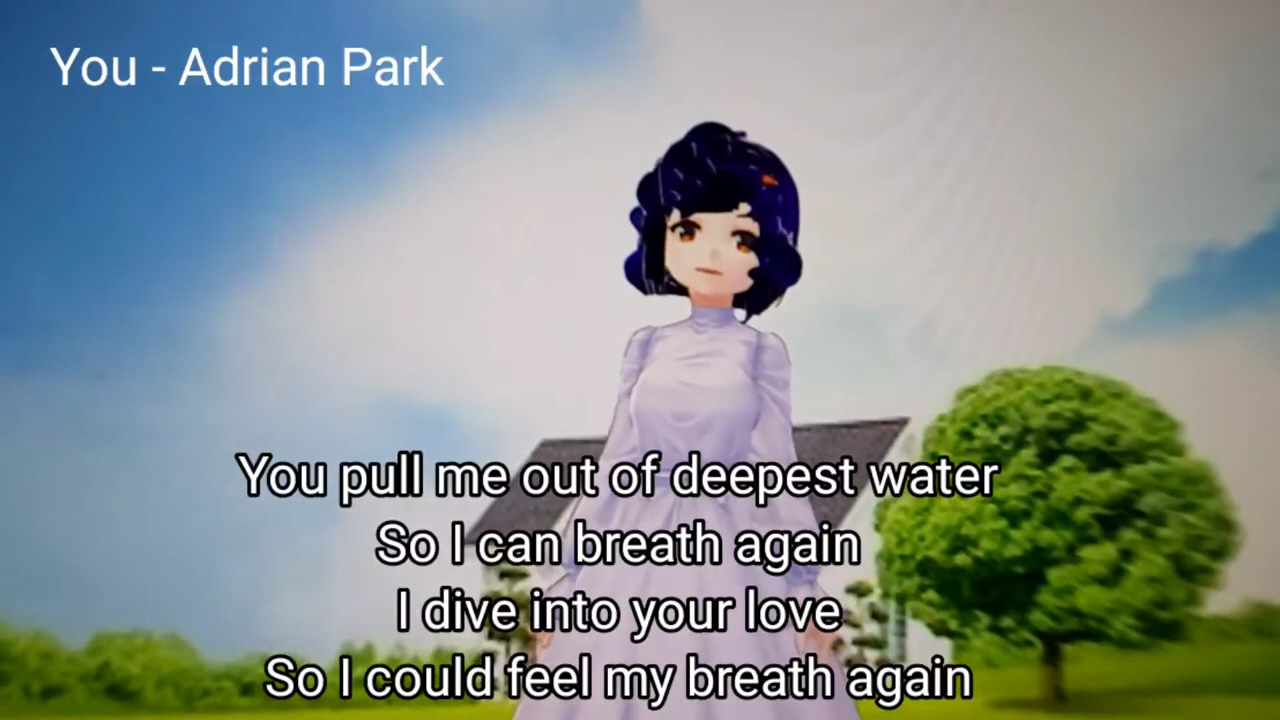 You - Adrian Park
You pull me out of deepest water
So I can breath again
I dive into your love
So I could feel my breath again